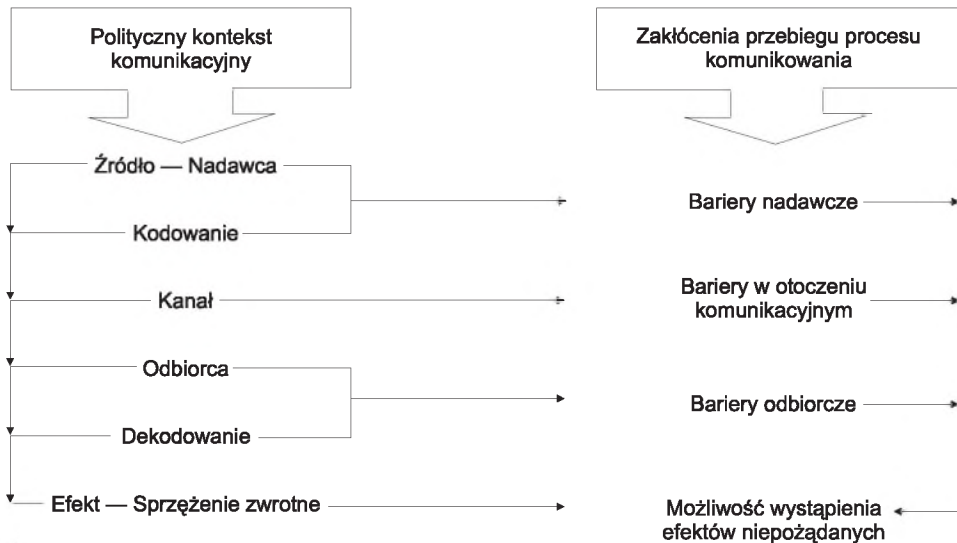 Polityczny kontekst
komunikacyjny
Zakłócenia przebiegu procesu
komunikowania
Źródło — Nadawca
Kodowanie
Bariery nadawcze
Kanał
Bariery w otoczeniu
komunikacyjnym
Odbiorca
Dekodowanie
Bariery odbiorcze
Efekt — Sprzężenie zwrotne
Możliwość wystąpienia
efektów niepożądanych